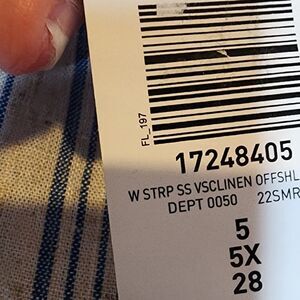 FL_197
17248405
W STRP SS VSCLINEN OFFSHL
DEPT 0050 22SMR
5
5X
28